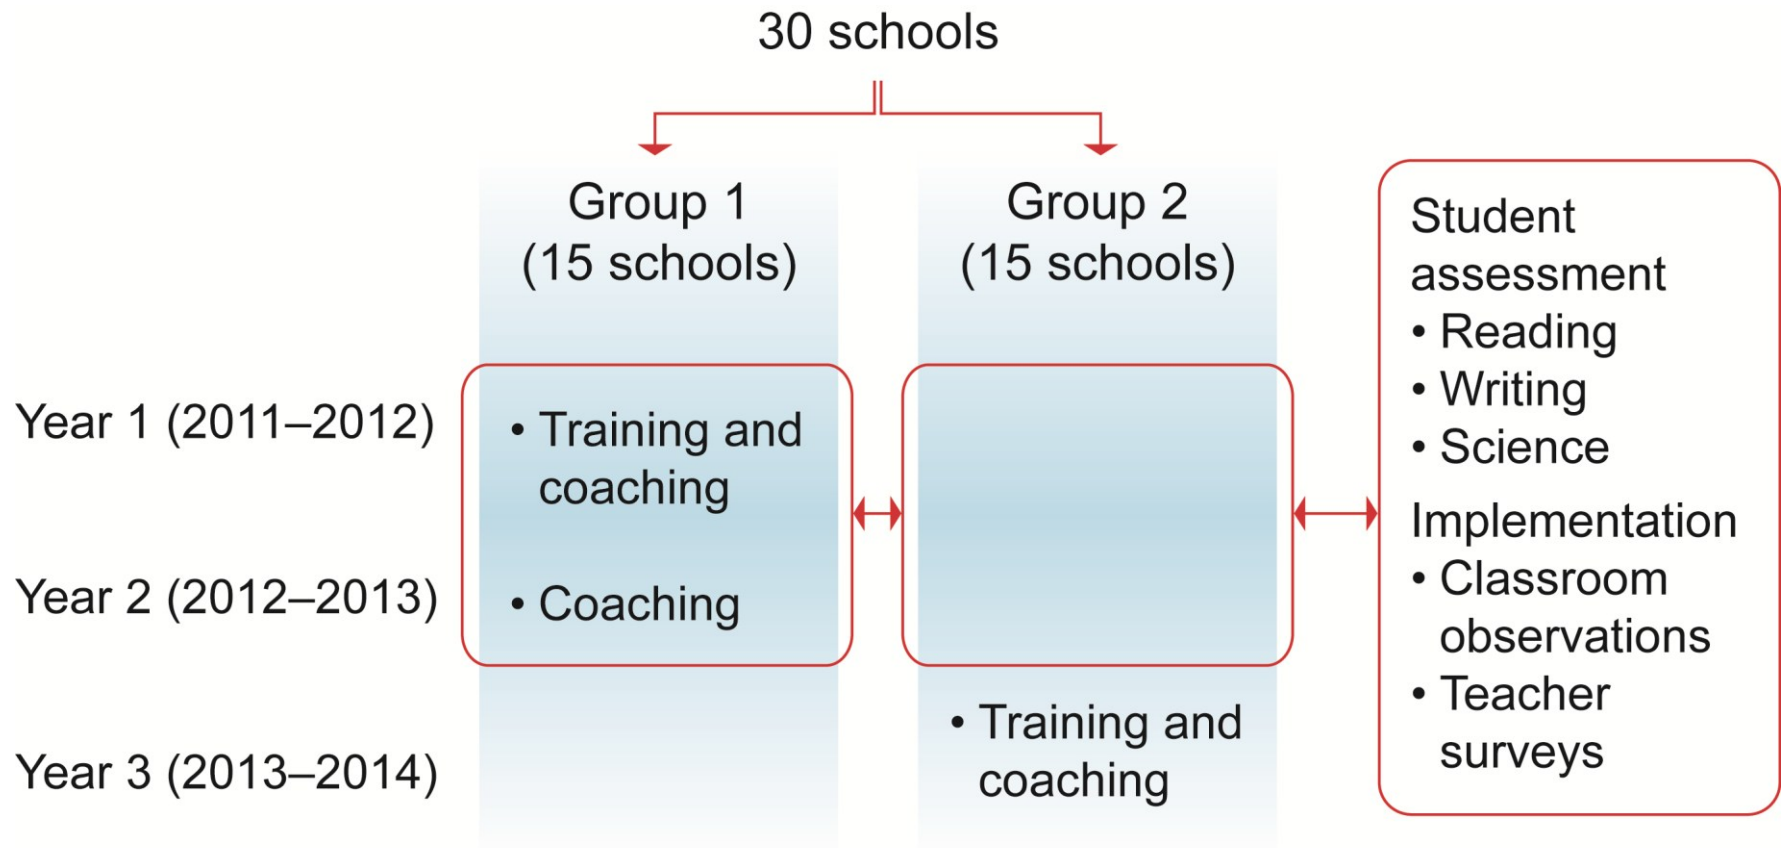 30 schools
Group 1
(15 schools)
Group 2
(15 schools)
Year 1 (2011–2012)
• Training and
coaching
Year 2 (2012–2013)
• Coaching
Year 3 (2013–2014)
• Training and
coaching
Student
assessment
• Reading
• Writing
• Science
Implementation
• Classroom
observations
• Teacher
surveys